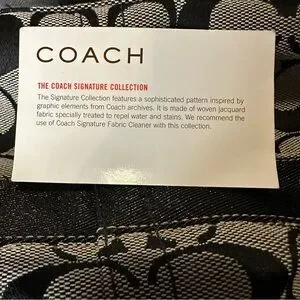 COACH
THE COACH SIGNATURE COLLECTION
The Signature Collection features a sophisticated pattern inspired by
graphic elements from Coach archives. It is made of woven jacquard
fabric specially treated to repel water and stains. We recommend the
use of Coach Signature Fabric Cleaner with this collection.